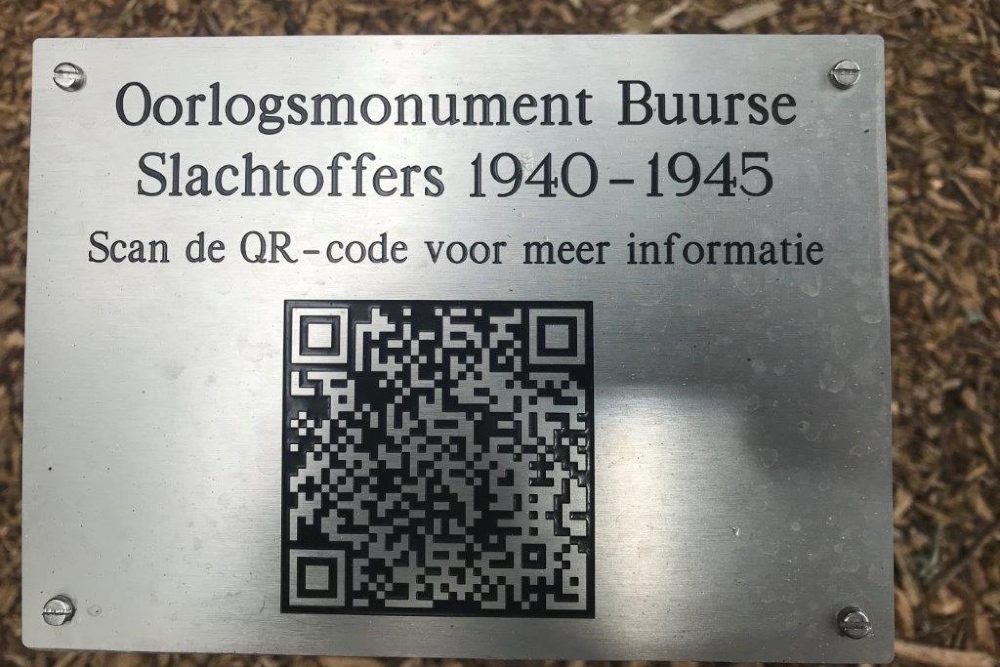 Oorlogsmonument Buurse
Slachtoffers 1940-1945
Scan de QR-code voor meer informatie